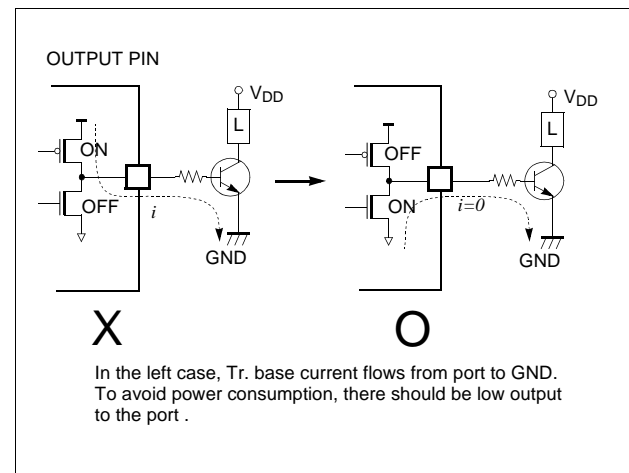 OUTPUT PIN
VDD
L
ON
OFF
i
GND
X
VDD
L
OFF
ON
i=0
GND
O
In the left case, Tr. base current flows from port to GND.
To avoid power consumption, there should be low output
to the port .